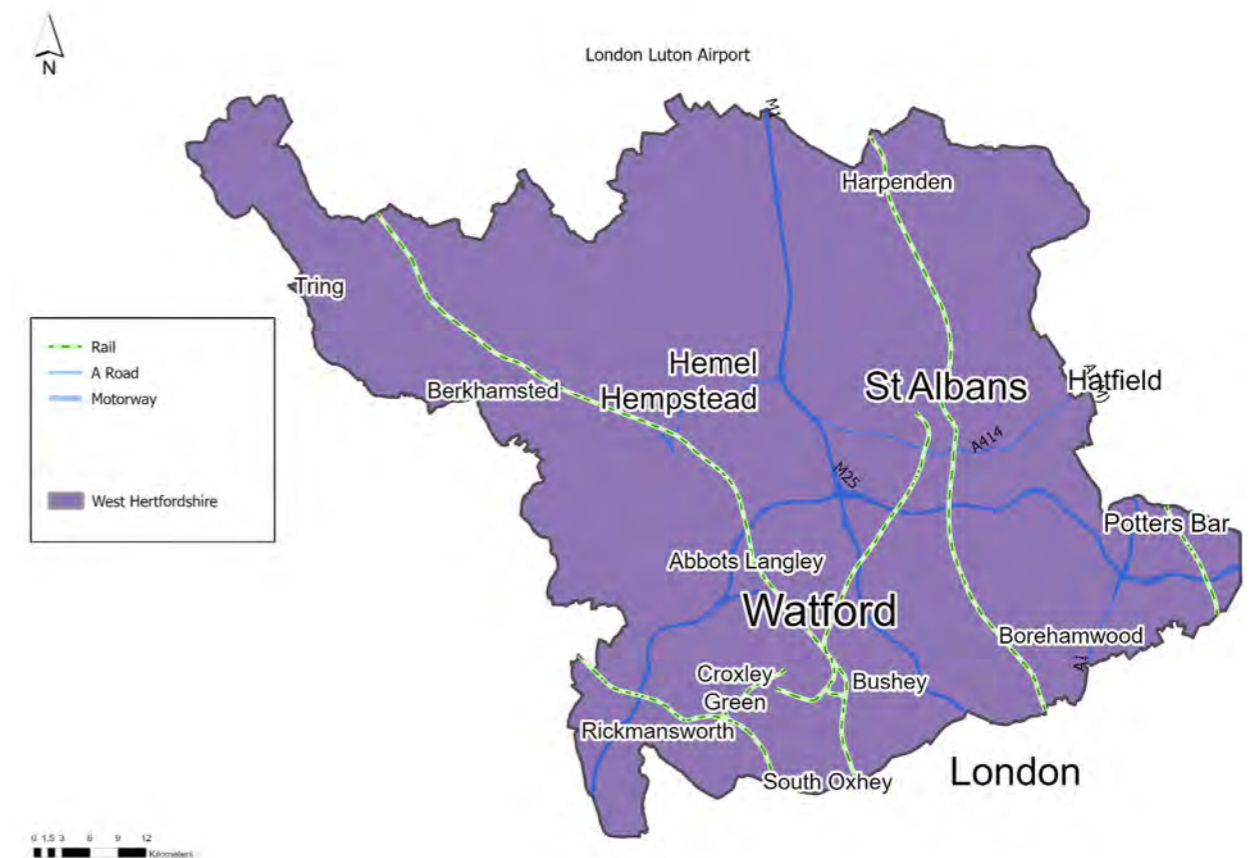 N
London Luton Airport
M1
Harpenden
Tring
Rail
A Road
Motorway
West Hertfordshire
Hemel
Hempstead
Berkhamsted
St Albans
Hatfield
A414
M25
Potters Bar
Abbots Langley
Watford
Borehamwood
A1
Croxley
Green
Bushey
Rickmansworth
South Oxhey
London
0 1.5 3 6 9 12
Kilometers